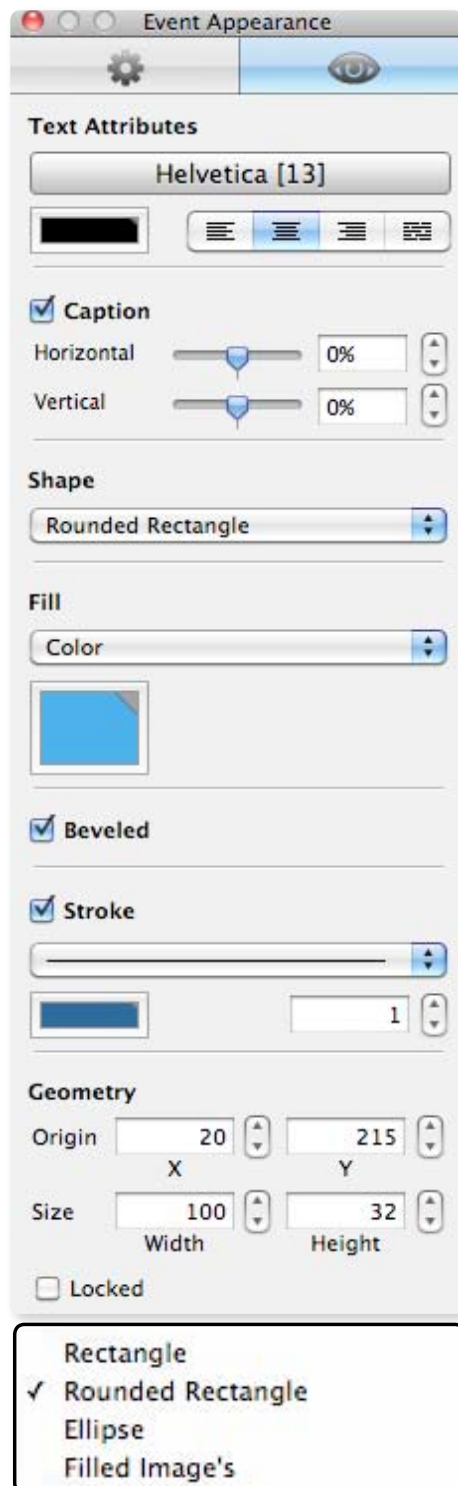 Event Appearance
Text Attributes
Helvetica [13]
Caption
Horizontal 0%
Vertical 0%
Shape
Rounded Rectangle
Fill
Color
Beveled
Stroke
1
Geometry
Origin 20 215
X Y
Size 100 32
Width Height
Locked
Rectangle
✓ Rounded Rectangle
Ellipse
Filled Image's